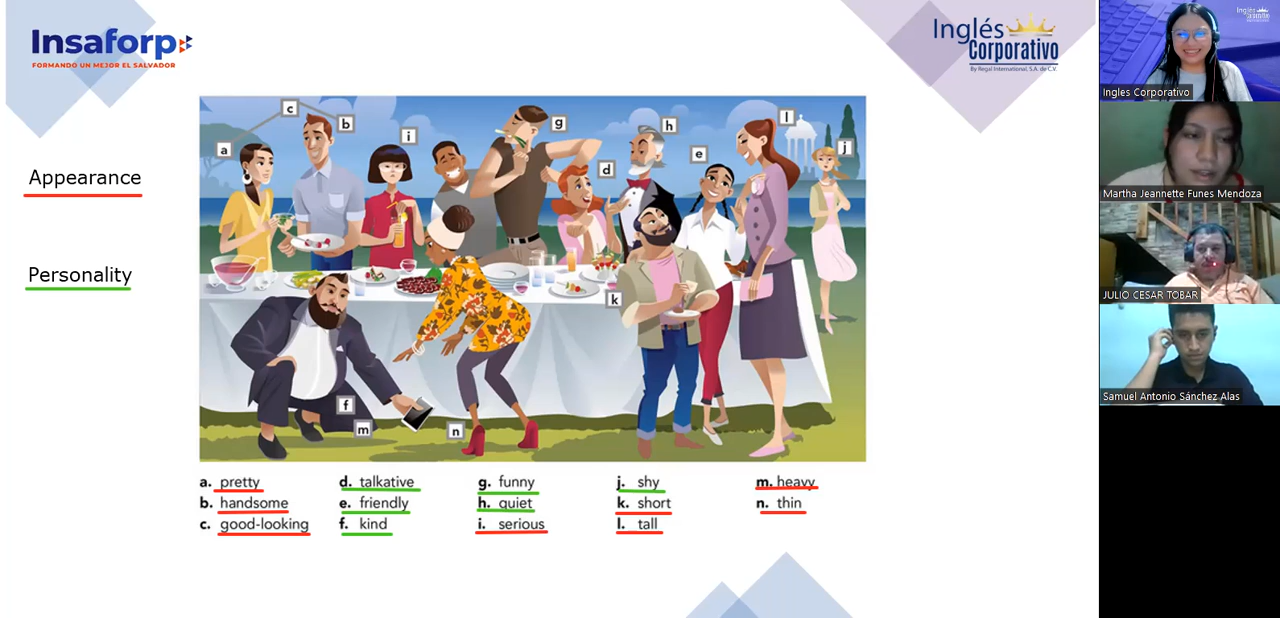 Insaforp
FORMANDO UN MEJOR EL SALVADOR
Inglés
Corporativo
By Regal International, S.A. de C.V.
Appearance
Personality
a
c
b
i
g
d
h
e
l
j
k
f
m
n
a. pretty
b. handsome
c. good-looking
d. talkative
e. friendly
f. kind
g. funny
h. quiet
i. serious
j. shy
k. short
l. tall
m. heavy
n. thin
Ingles Corporativo
Martha Jeannette Funes Mendoza
JULIO CESAR TOBAR
Samuel Antonio Sánchez Alas